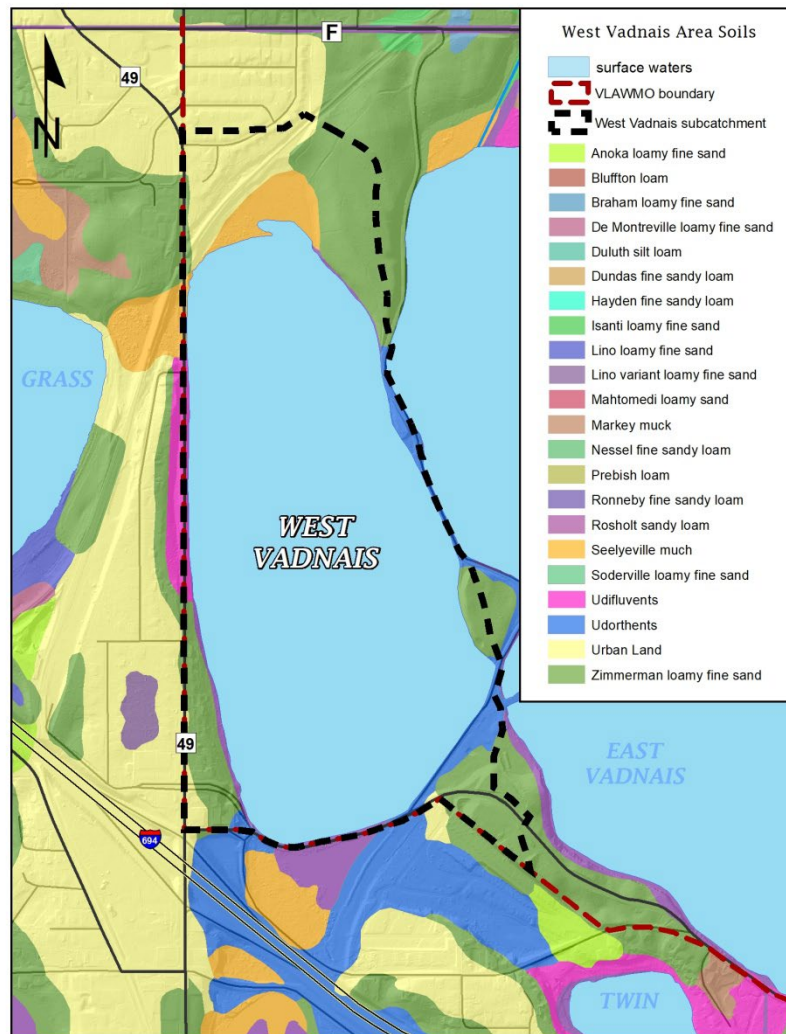 West Vadnais Area Soils
surface waters
VLAWMO boundary
West Vadnais subcatchment
Anoka loamy fine sand
Bluffton loam
Braham loamy fine sand
De Montreville loamy fine sand
Duluth silt loam
Dundas fine sandy loam
Hayden fine sandy loam
Isanti loamy fine sand
Lino loamy fine sand
Lino variant loamy fine sand
Mahtomedi loamy sand
Markey muck
Nessel fine sandy loam
Prebish loam
Ronneby fine sandy loam
Rosholt sandy loam
Seelyeville much
Soderville loamy fine sand
Udifluvents
Udorthents
Urban Land
Zimmerman loamy fine sand
F
49
N
GRASS
WEST
VADNAIS
49
EAST
VADNAIS
694
TWIN